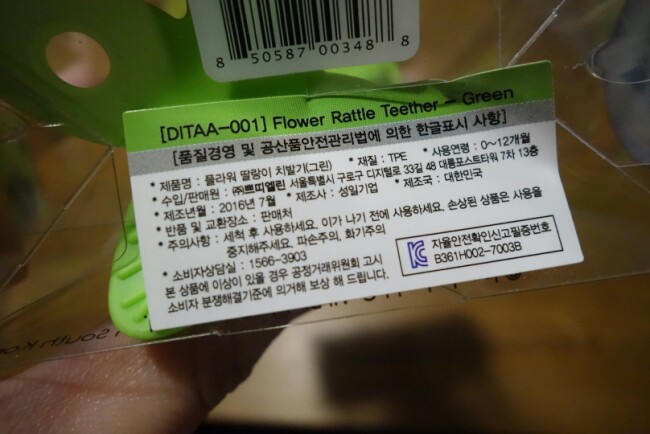 8 50587 00348 8
[DITAA-001] Flower Rattle Teether - Green
[품질경영 및 공산품안전관리법에 의한 한글표시 사항]
* 제품명 : 플라워 딸랑이 치발기(그린) * 재질 : TPE * 사용연령 : 0~12개월
* 수입/판매원 : ㈜쁘띠엘린 서울특별시 구로구 디지털로 33길 48 대륭포스트타워 7차 13층
* 제조년월 : 2016년 7월 * 제조사 : 성일기업 * 제조국 : 대한민국
* 반품 및 교환장소 : 판매처
* 주의사항 : 세척 후 사용하세요. 이가 나기 전에 사용하세요. 손상된 상품은 사용을
중지해주세요. 파손주의, 화기주의
* 소비자상담실 : 1566-3903
본 상품에 이상이 있을 경우 공정거래위원회 고시
소비자 분쟁해결기준에 의거해 보상 해 드립니다.
자율안전확인신고필증번호
B361H002-7003B
South Ko